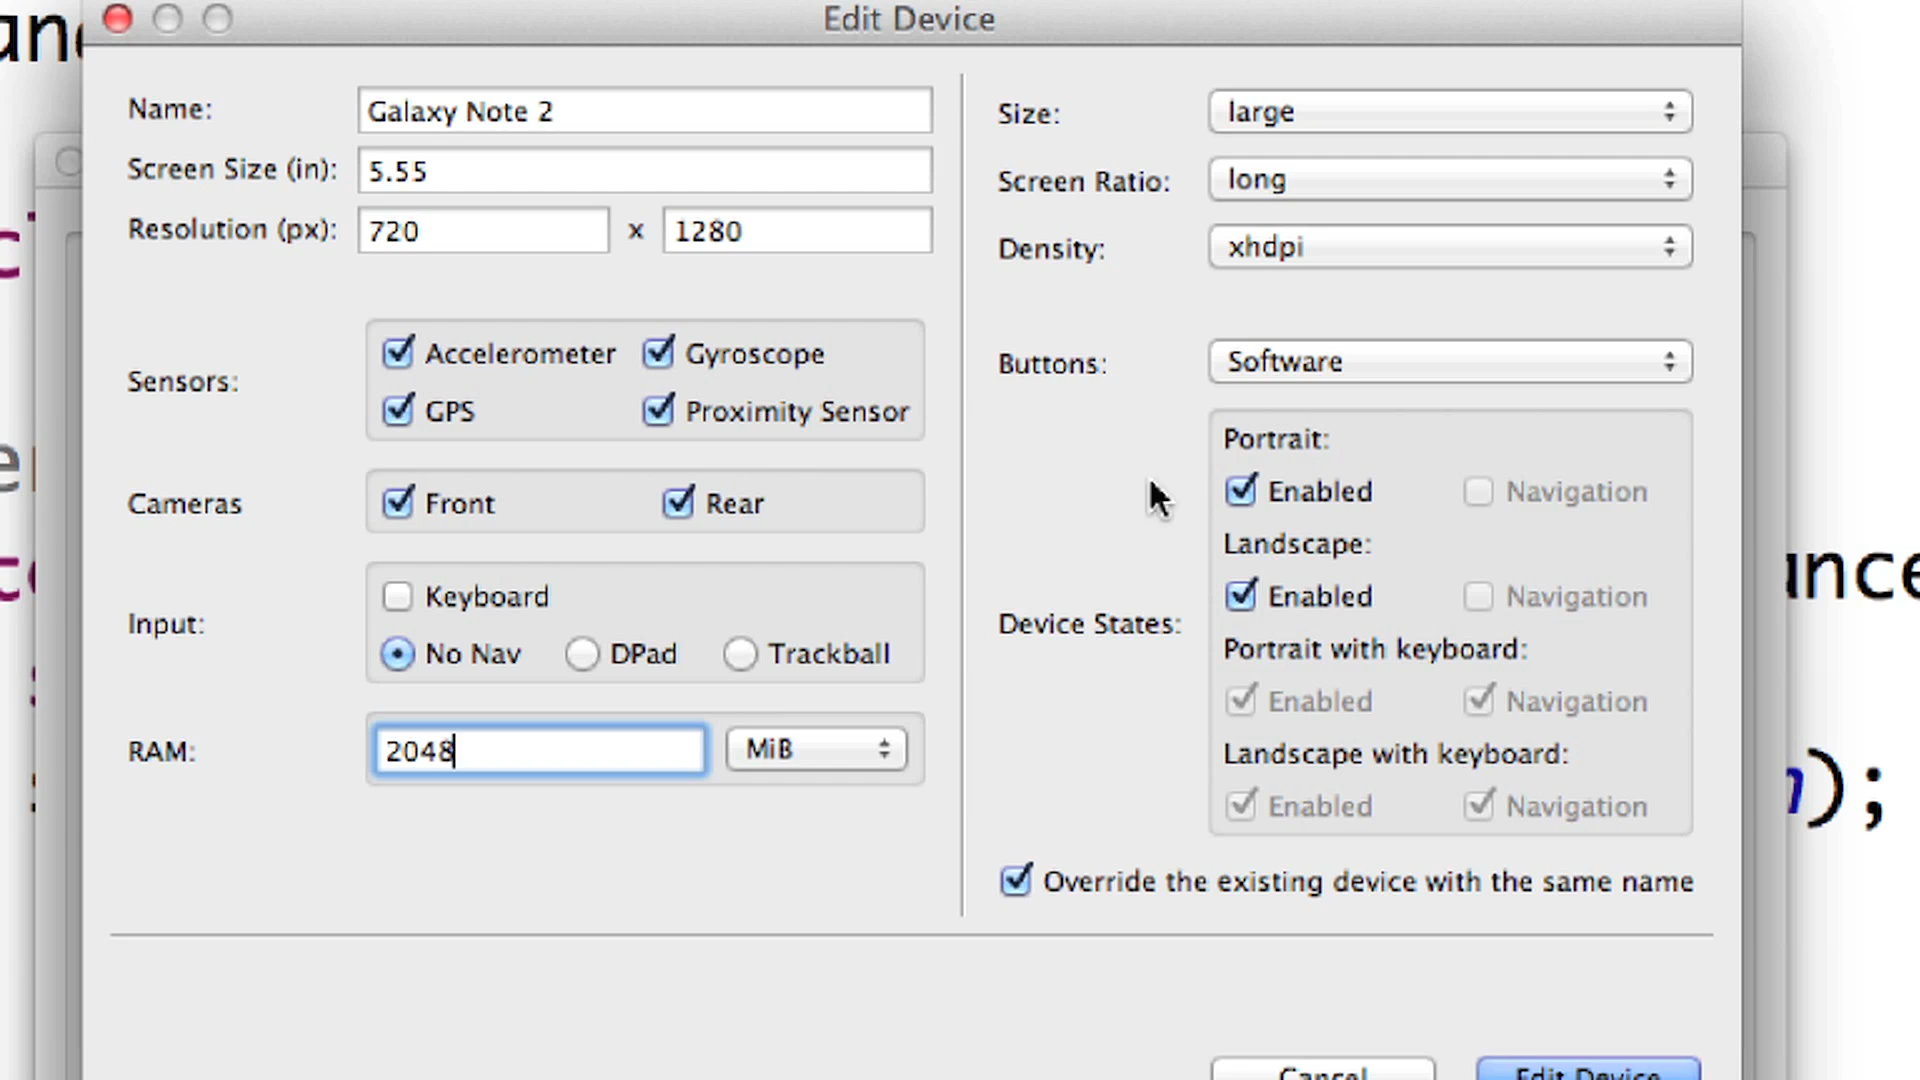 Edit Device
Name: Galaxy Note 2
Screen Size (in): 5.55
Resolution (px): 720 x 1280
Sensors:
Accelerometer Gyroscope
GPS Proximity Sensor
Cameras Front Rear
Input:
Keyboard
No Nav DPad Trackball
RAM: 2048 MiB
Size: large
Screen Ratio: long
Density: xhdpi
Buttons: Software
Device States:
Portrait:
Enabled Navigation
Landscape:
Enabled Navigation
Portrait with keyboard:
Enabled Navigation
Landscape with keyboard:
Enabled Navigation
Override the existing device with the same name
Cancel Edit Device
);